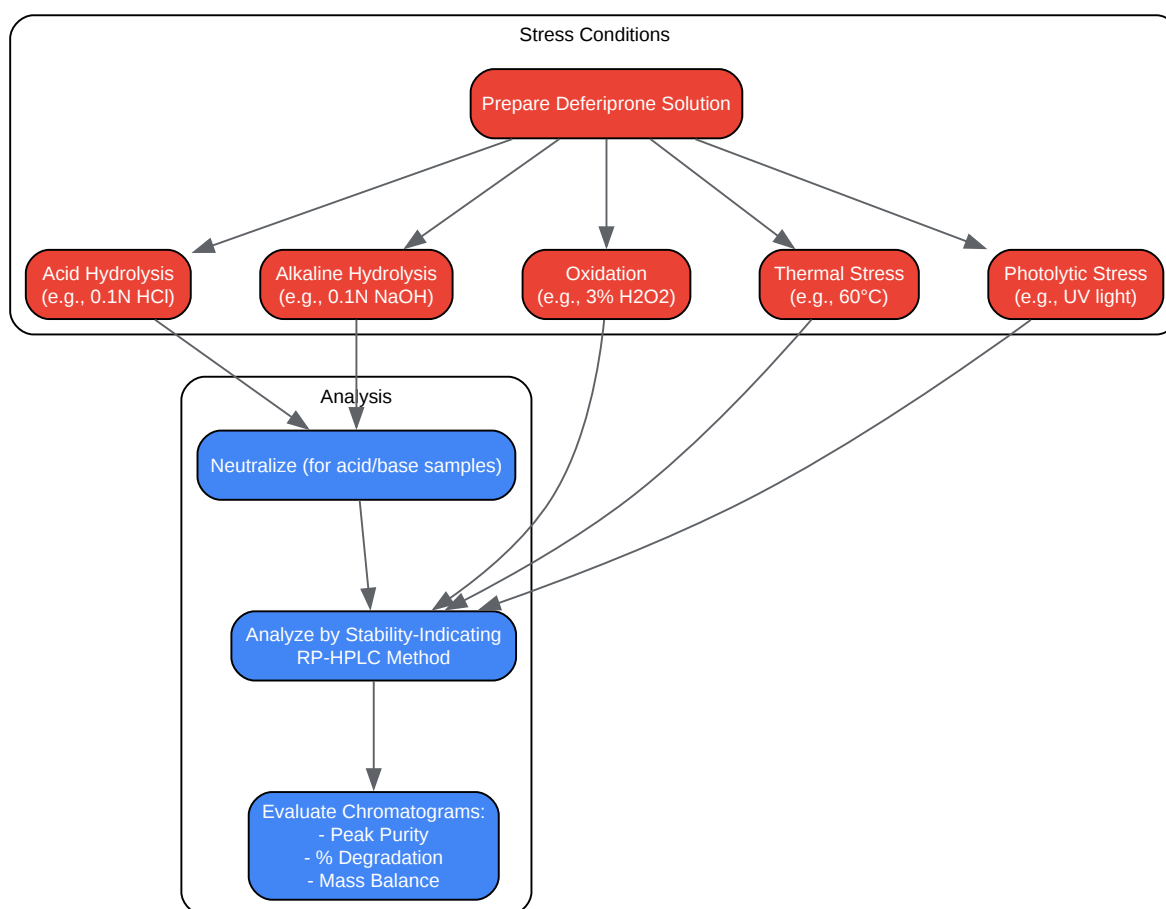 Stress Conditions
Prepare Deferiprone Solution
Acid Hydrolysis
(e.g., 0.1N HCl)
Alkaline Hydrolysis
(e.g., 0.1N NaOH)
Oxidation
(e.g., 3% H2O2)
Thermal Stress
(e.g., 60°C)
Photolytic Stress
(e.g., UV light)
Analysis
Neutralize (for acid/base samples)
Analyze by Stability-Indicating
RP-HPLC Method
Evaluate Chromatograms:
- Peak Purity
- % Degradation
- Mass Balance